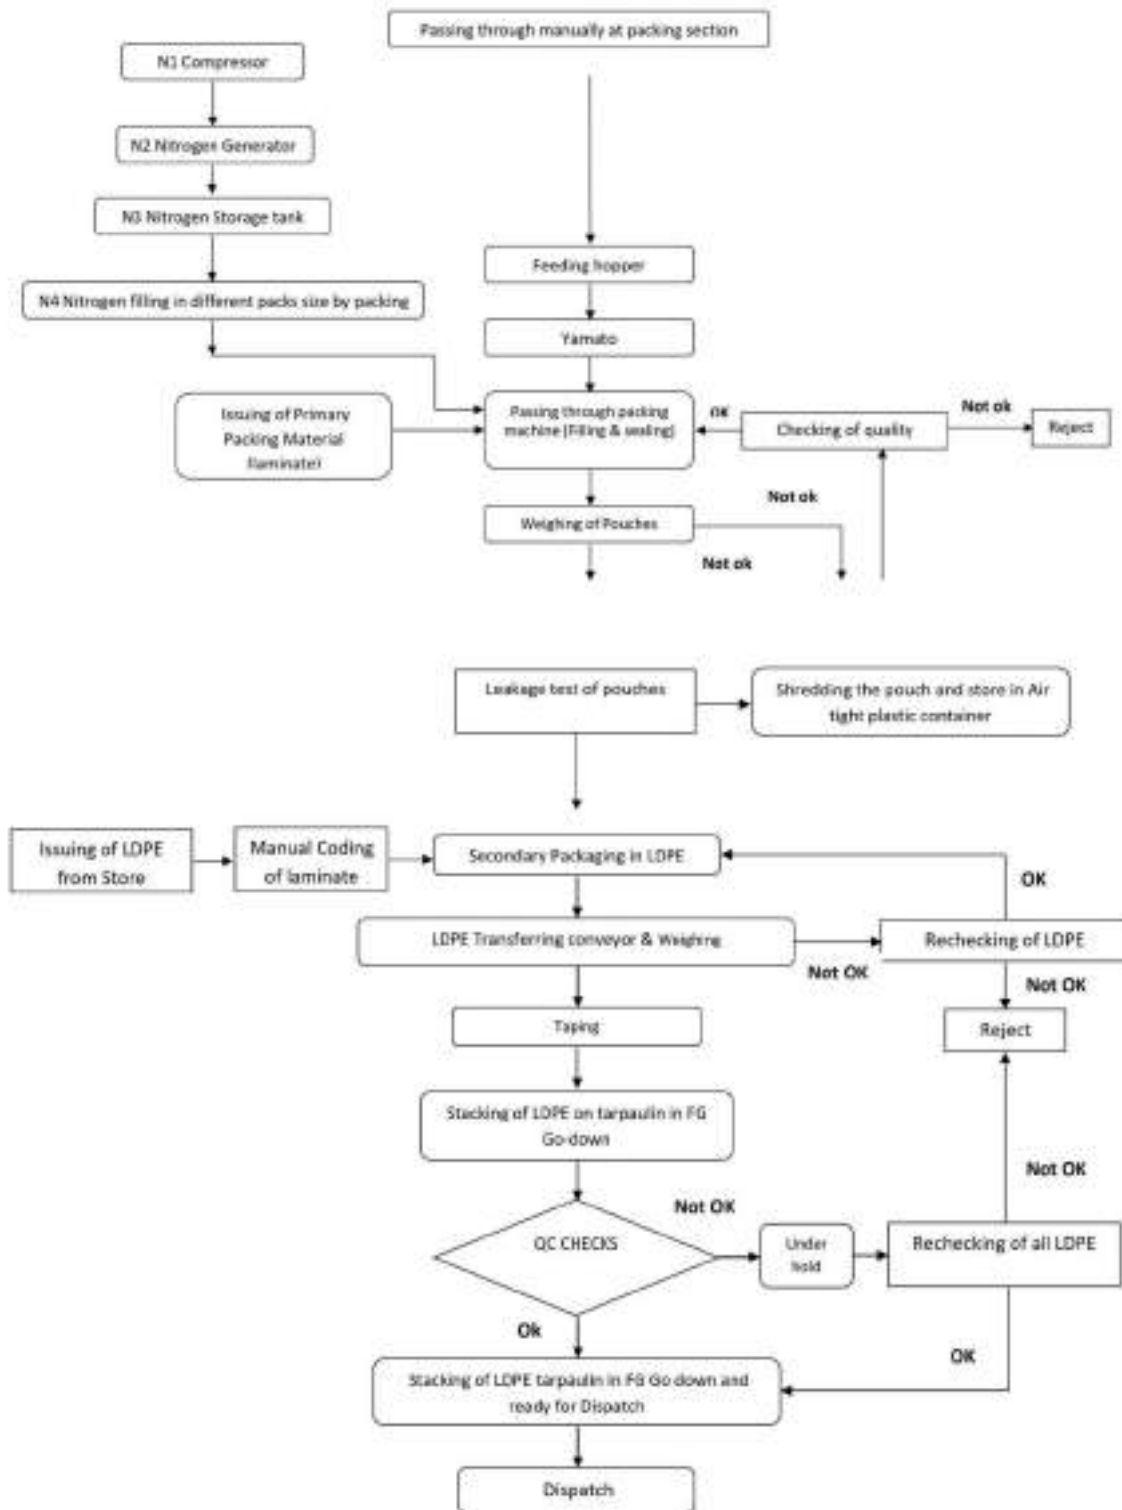 Passing through manually at packing section
N1 Compressor
N2 Nitrogen Generator
N3 Nitrogen Storage tank
Feeding hopper
N4 Nitrogen filling in different packs size by packing
Yamato
Issuing of Primary
Packing Material
(laminate)
Passing through packing
machine (Filling & sealing)
OK
Checking of quality
Not ok
Reject
Not ok
Weighing of Pouches
Not ok
Leakage test of pouches
Shredding the pouch and store in Air
tight plastic container
Issuing of LDPE
from Store
Manual Coding
of laminate
Secondary Packaging in LDPE
OK
LDPE Transferring conveyor & Weighing
Not OK
Rechecking of LDPE
Not OK
Taping
Reject
Stacking of LDPE on tarpaulin in FG
Go-down
Not OK
Not OK
QC CHECKS
Under
hold
Rechecking of all LDPE
Ok
OK
Stacking of LDPE tarpaulin in FG Go down and
ready for Dispatch
Dispatch